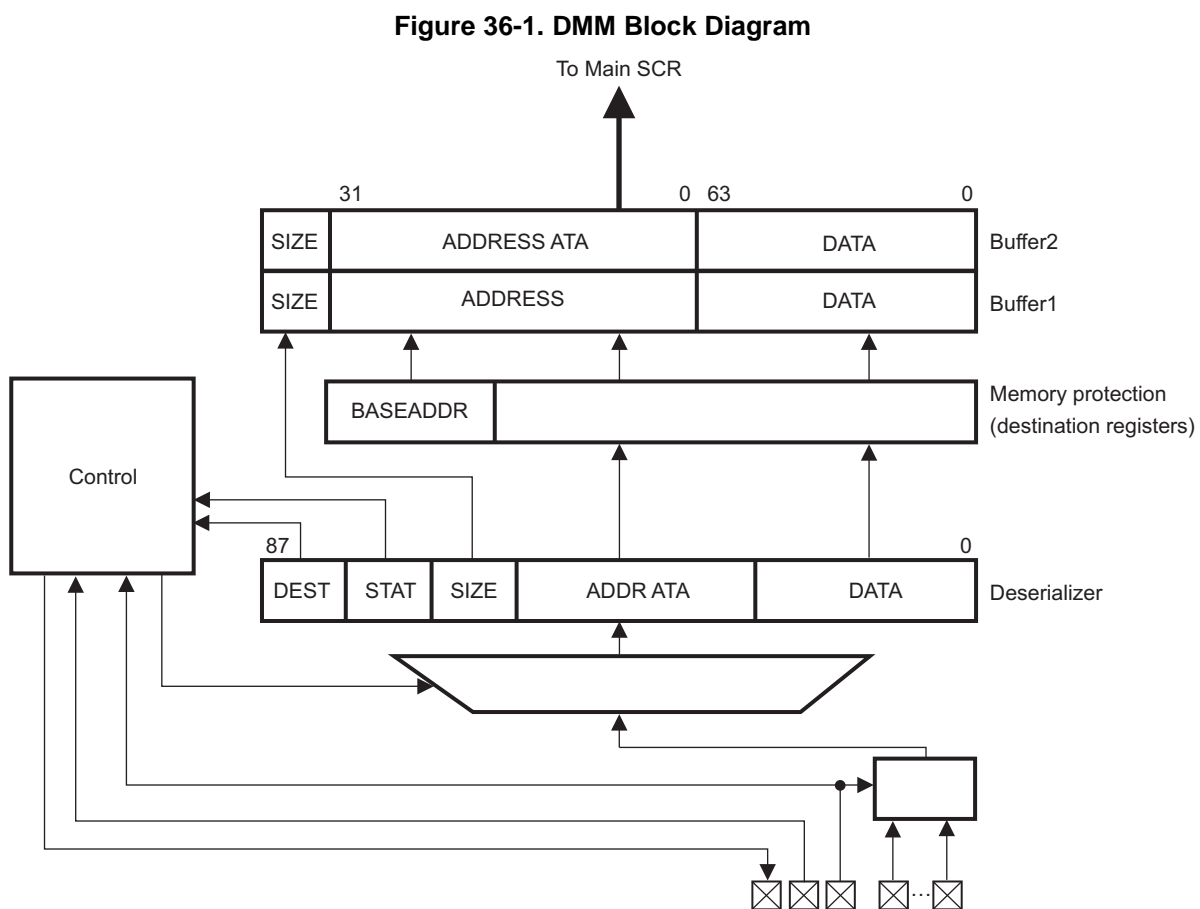 Figure 36-1. DMM Block Diagram
To Main SCR
31 0 63 0
SIZE ADDRESS ATA DATA Buffer2
SIZE ADDRESS DATA Buffer1
BASEADDR Memory protection
(destination registers)
Control
87 0
DEST STAT SIZE ADDR ATA DATA Deserializer
...